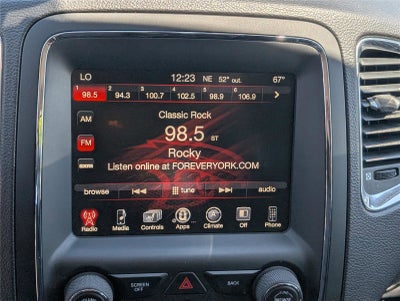 LO 12:23 NE 52° out. 67°
1 2 3 4 5 6
98.5 94.3 100.7 102.5 98.9 106.9
AM
Classic Rock
98.5 ST
FM
Rocky
Listen online at FOREVERYORK.COM
browse tune audio
Radio Media Controls Apps Climate Off Phone
SCREEN OFF BACK